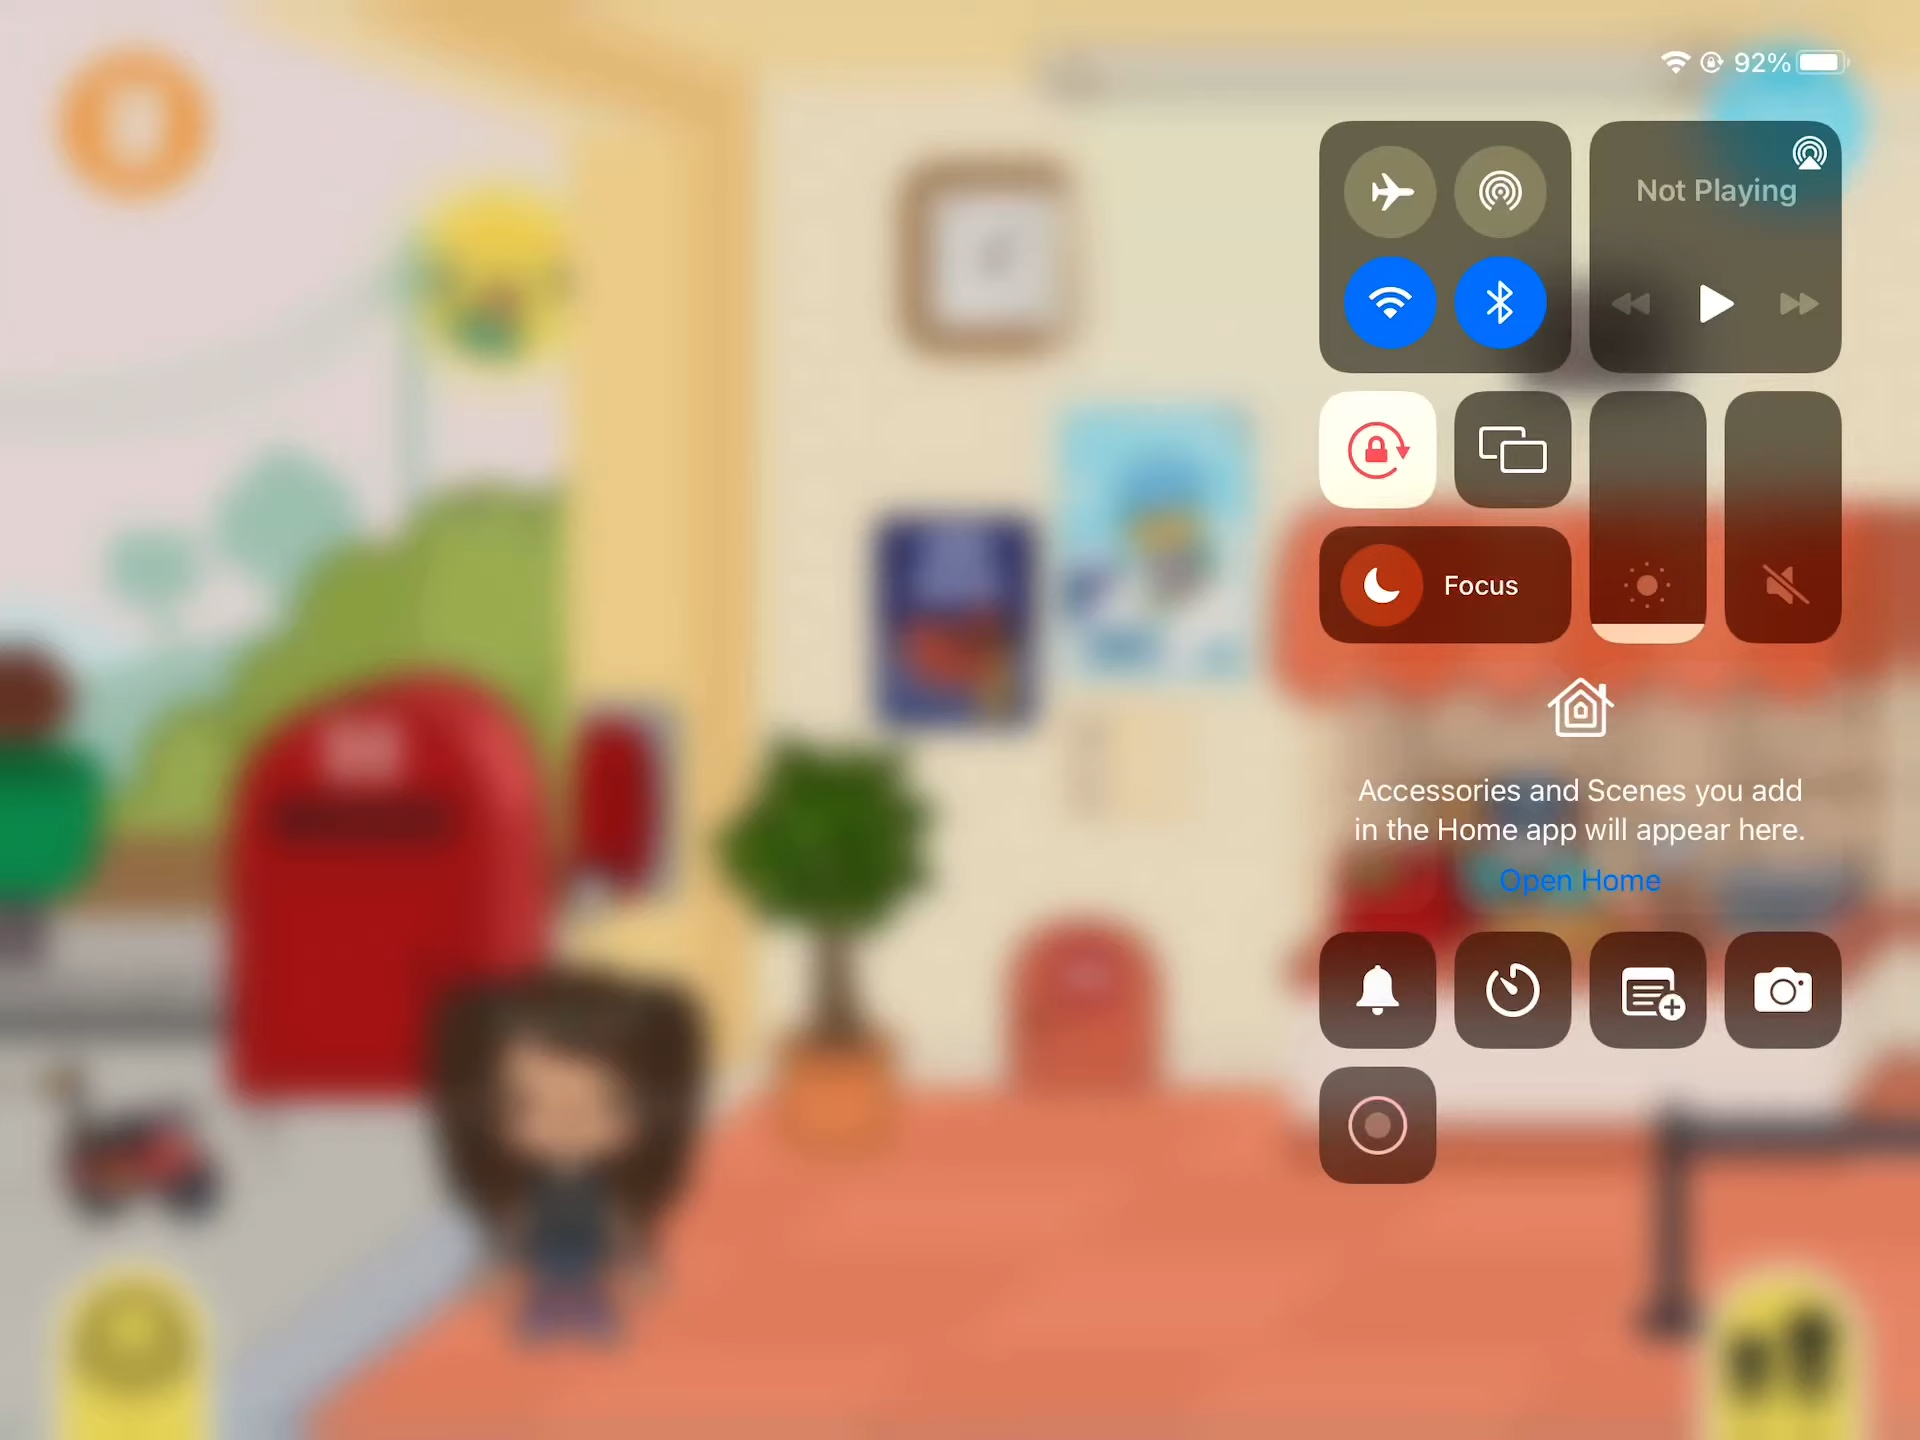 92%
Not Playing
Focus
Accessories and Scenes you add
in the Home app will appear here.
Open Home